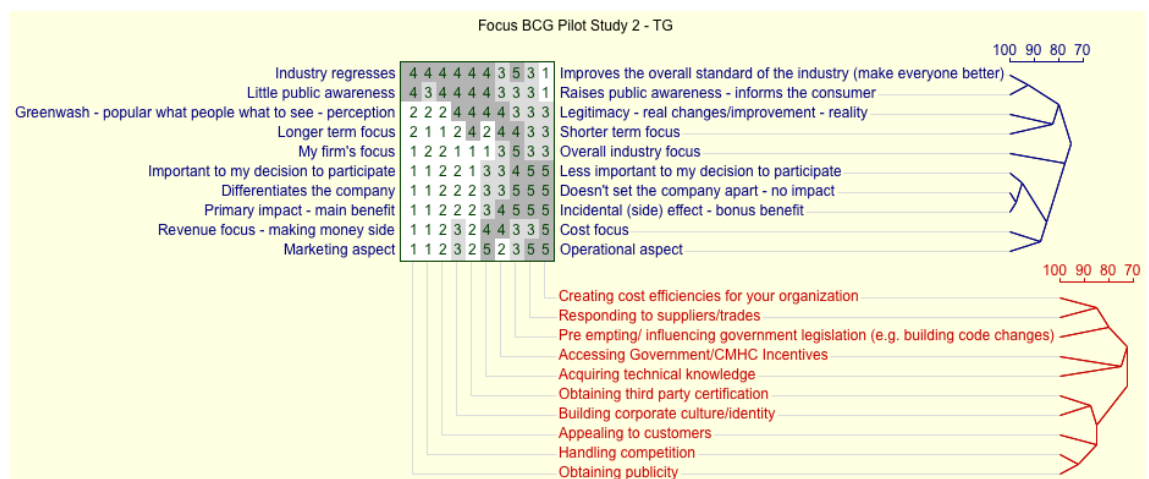 Focus BCG Pilot Study 2 - TG
100 90 80 70
Industry regresses 4 4 4 4 4 4 3 5 3 1 Improves the overall standard of the industry (make everyone better)
Little public awareness 4 3 4 4 4 4 3 3 3 1 Raises public awareness - informs the consumer
Greenwash - popular what people what to see - perception 2 2 2 4 4 4 4 3 3 3 Legitimacy - real changes/improvement - reality
Longer term focus 2 1 1 2 4 2 4 4 3 3 Shorter term focus
My firm's focus 1 2 2 1 1 1 3 5 3 3 Overall industry focus
Important to my decision to participate 1 1 2 2 1 3 3 4 5 5 Less important to my decision to participate
Differentiates the company 1 1 2 2 2 3 3 5 5 5 Doesn't set the company apart - no impact
Primary impact - main benefit 1 1 2 2 2 3 4 5 5 5 Incidental (side) effect - bonus benefit
Revenue focus - making money side 1 1 2 3 2 4 4 3 3 5 Cost focus
Marketing aspect 1 1 2 3 2 5 2 3 5 5 Operational aspect
100 90 80 70
Creating cost efficiencies for your organization
Responding to suppliers/trades
Pre empting/ influencing government legislation (e.g. building code changes)
Accessing Government/CMHC Incentives
Acquiring technical knowledge
Obtaining third party certification
Building corporate culture/identity
Appealing to customers
Handling competition
Obtaining publicity